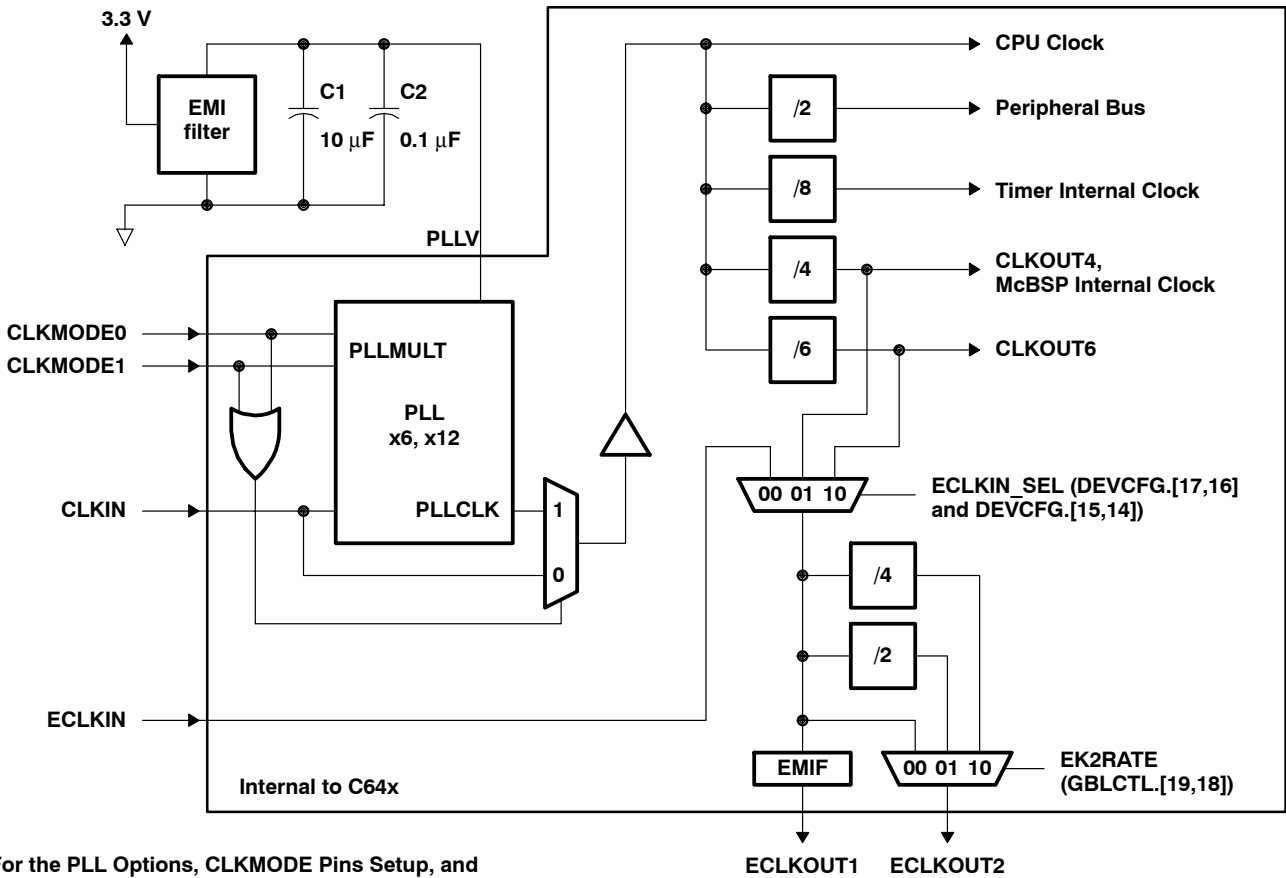 3.3 V
CPU Clock
EMI
filter
C1
10 μF
C2
0.1 μF
/2
Peripheral Bus
/8
Timer Internal Clock
PLLV
/4
CLKOUT4,
McBSP Internal Clock
CLKMODE0
CLKMODE1
PLLMULT
/6
CLKOUT6
PLL
x6, x12
CLKIN
PLLCLK
1
0
00 01 10
ECLKIN_SEL (DEVCFG.[17,16]
and DEVCFG.[15,14])
/4
/2
ECLKIN
EMIF
00 01 10
EK2RATE
(GBLCTL.[19,18])
Internal to C64x
ECLKOUT1
ECLKOUT2
For the PLL Options, CLKMODE Pins Setup, and